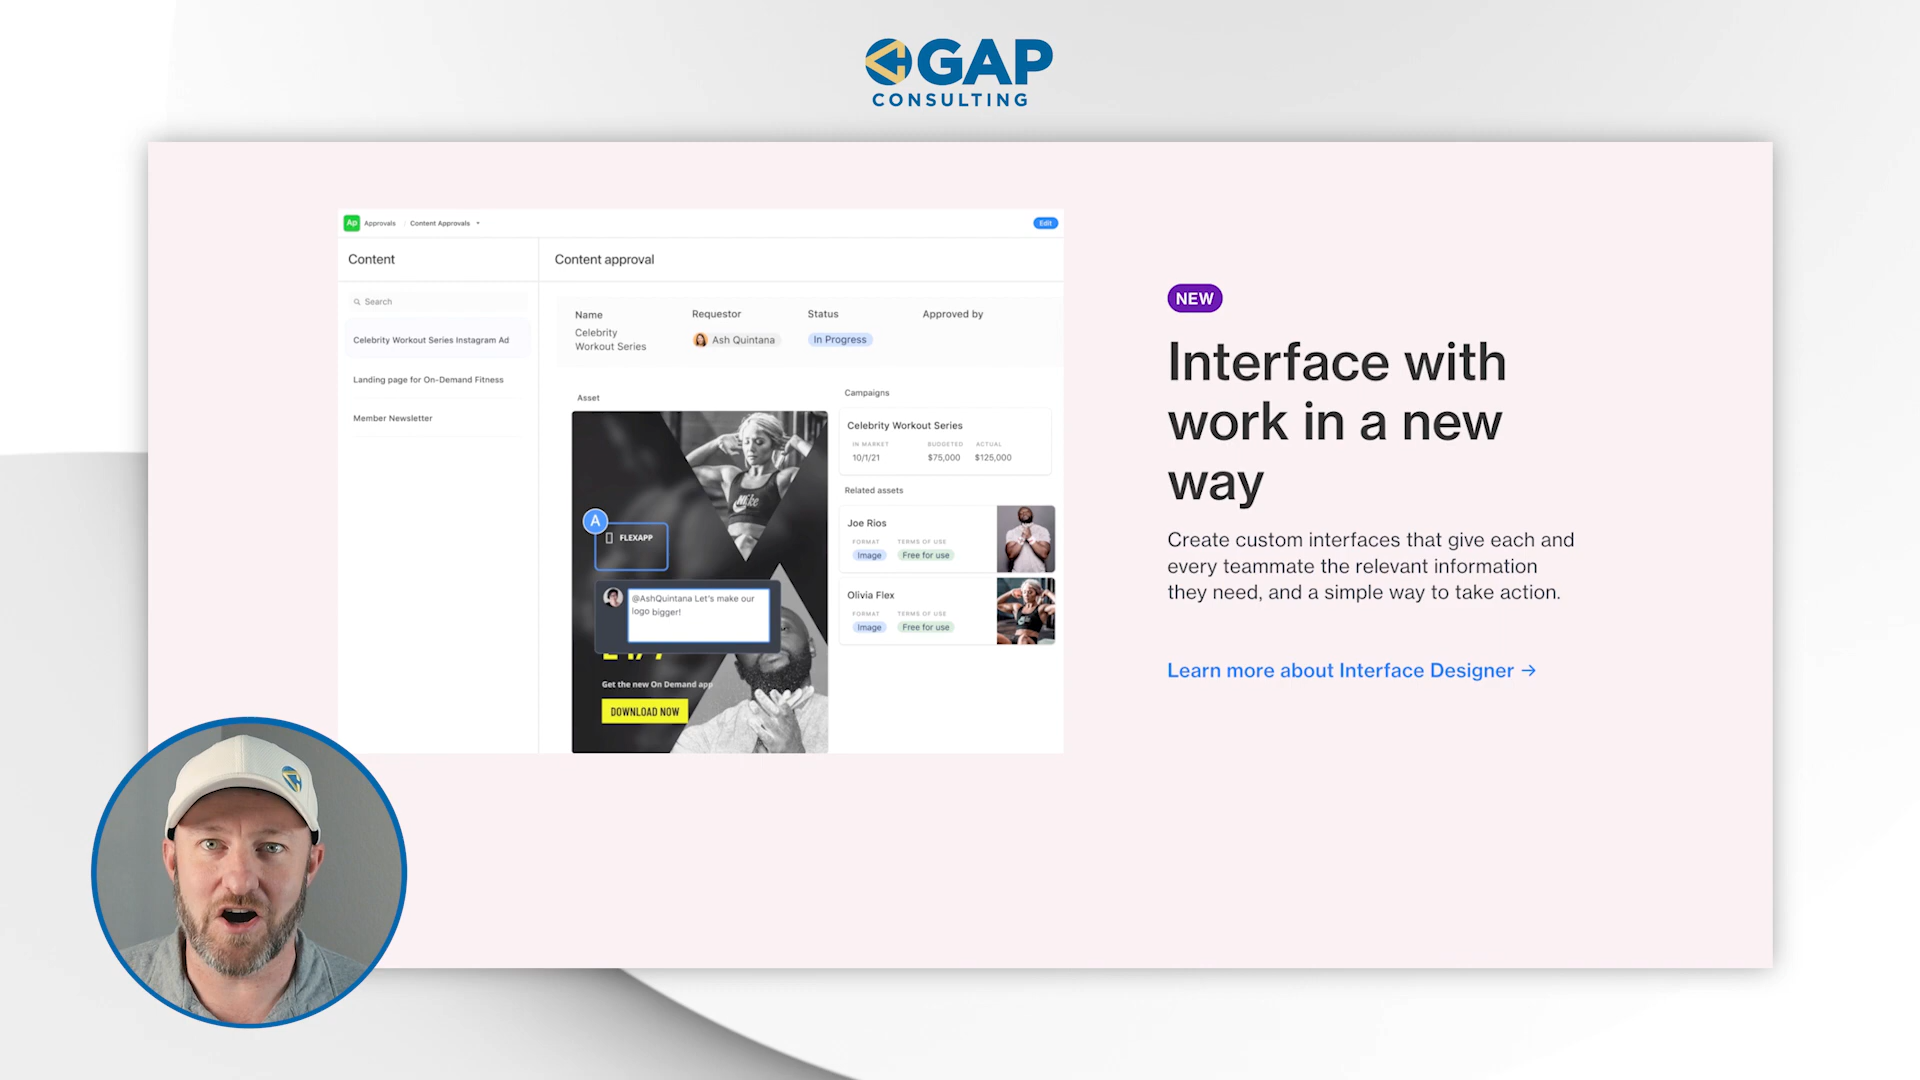 GAP
CONSULTING
Ap Approvals Content Approvals
Edit
Content
Search
Celebrity Workout Series Instagram Ad
Landing page for On-Demand Fitness
Member Newsletter
Content approval
Name
Celebrity
Workout Series
Requestor
Ash Quintana
Status
In Progress
Approved by
Asset
A
FLEXAPP
@AshQuintana Let's make our
logo bigger!
24/7
Get the new On Demand app
DOWNLOAD NOW
Campaigns
Celebrity Workout Series
IN MARKET BUDGETED ACTUAL
10/1/21 $75,000 $125,000
Related assets
Joe Rios
FORMAT TERMS OF USE
Image Free for use
Olivia Flex
FORMAT TERMS OF USE
Image Free for use
NEW
Interface with
work in a new
way
Create custom interfaces that give each and
every teammate the relevant information
they need, and a simple way to take action.
Learn more about Interface Designer →